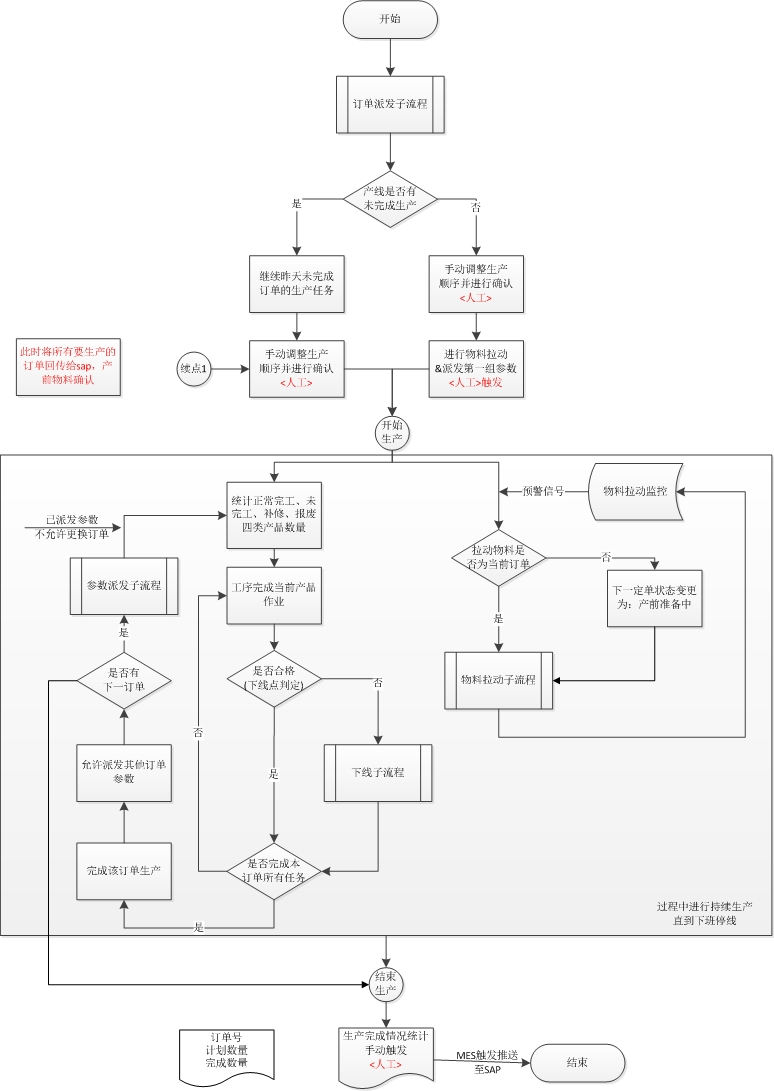 开始
订单派发子流程
产线是否有
未完成生产
是
否
继续昨天未完成
订单的生产任务
手动调整生产
顺序并进行确认
<人工>
此时将所有要生产的
订单回传给sap，产
前物料确认
续点1
手动调整生产
顺序并进行确认
<人工>
进行物料拉动
&派发第一组参数
<人工>触发
开始
生产
已派发参数
不允许更换订单
统计正常完工、未
完工、补修、报废
四类产品数量
预警信号
物料拉动监控
参数派发子流程
工序完成当前产品
作业
拉动物料是
否为当前订单
否
下一定单状态变更
为：产前准备中
是
是
是否有
下一订单
是否合格
(下线点判定)
否
物料拉动子流程
否
允许派发其他订单
参数
是
下线子流程
完成该订单生产
是否完成本
订单所有任务
是
过程中进行持续生产
直到下班停线
结束
生产
订单号
计划数量
完成数量
生产完成情况统计
手动触发
<人工>
MES触发推送
至SAP
结束